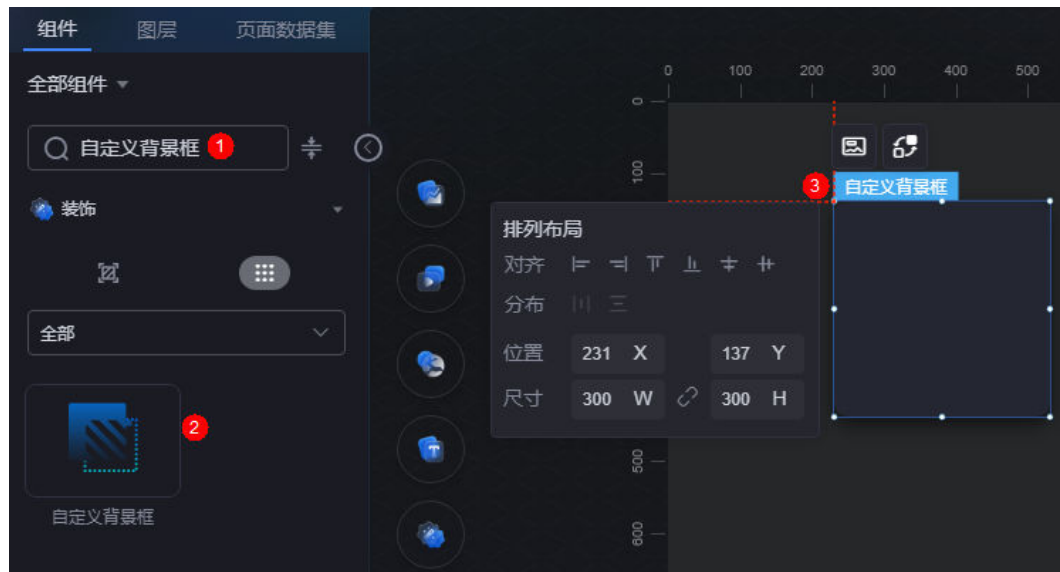 组件 图层 页面数据集
全部组件
自定义背景框 1
装饰
全部
2
自定义背景框
0 100 200 300 400 500
0
100
500
600
3 自定义背景框
排列布局
对齐
分布
位置 231 X 137 Y
尺寸 300 W 300 H
T